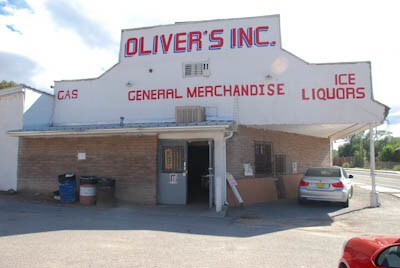 OLIVER'S INC.
GAS
GENERAL MERCHANDISE
ICE
LIQUORS